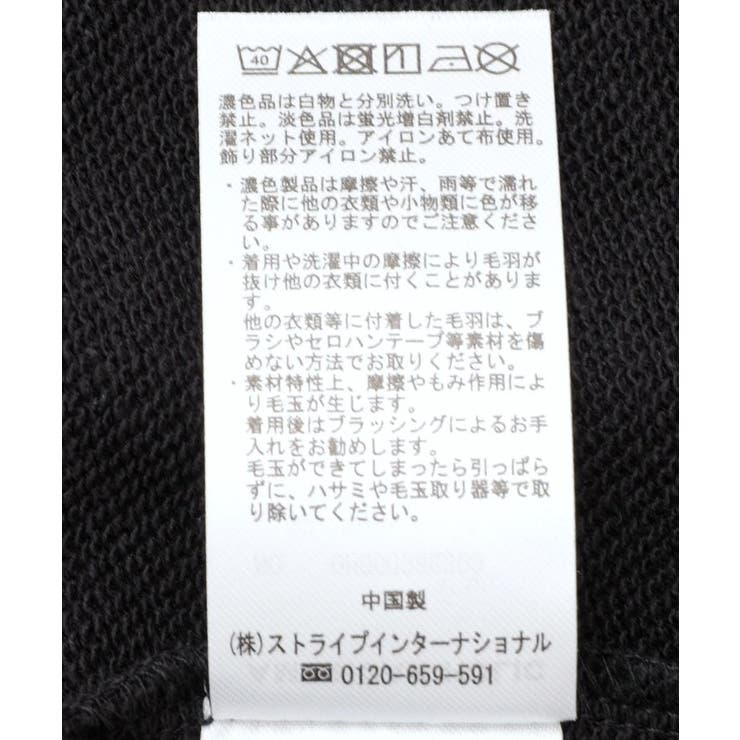 40
濃色品は白物と分別洗い。つけ置き
禁止。淡色品は蛍光増白剤禁止。洗
濯ネット使用。アイロンあて布使用。
飾り部分アイロン禁止。
・濃色製品は摩擦や汗、雨等で濡れ
た際に他の衣類や小物類に色が移
る事がありますのでご注意くださ
い。
・着用や洗濯中の摩擦により毛羽が
抜け他の衣類に付くことがありま
す。
他の衣類等に付着した毛羽は、ブ
ラシやセロハンテープ等素材を傷
めない方法でお取りください。
・素材特性上、摩擦やもみ作用によ
り毛玉が生じます。
着用後はブラッシングによるお手
入れをお勧めします。
毛玉ができてしまったら引っぱら
ずに、ハサミや毛玉取り器等で取
り除いてください。
中国製
(株)ストライプインターナショナル
0120-659-591